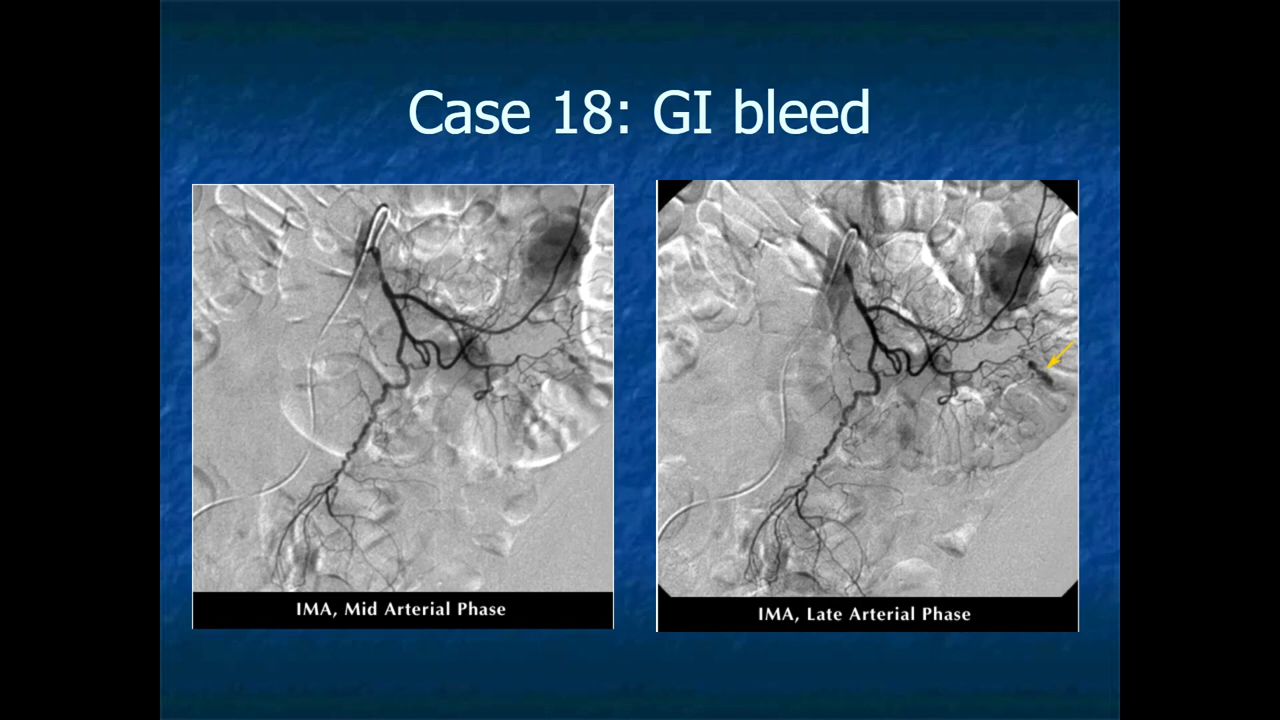 Case 18: GI bleed
IMA, Mid Arterial Phase
IMA, Late Arterial Phase